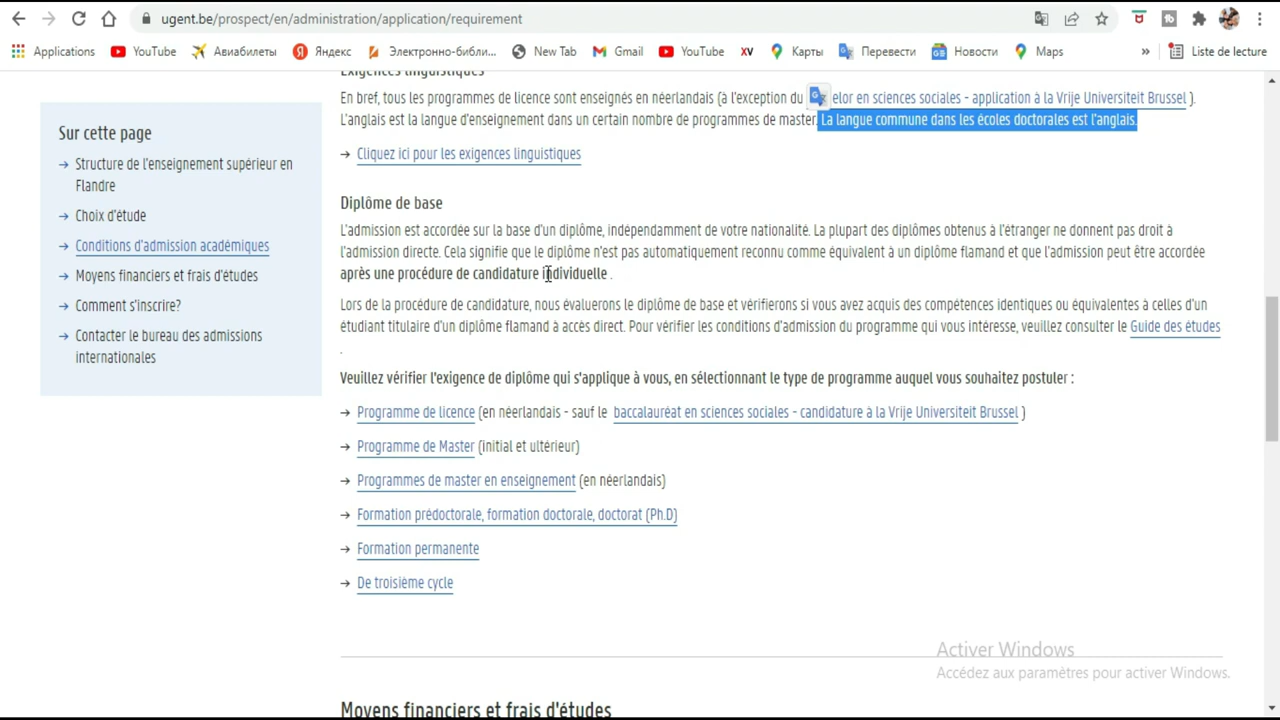 ugent.be/prospect/en/administration/application/requirement
Applications YouTube Авиабилеты Яндекс Электронно-библи... New Tab Gmail YouTube XV Карты Перевести Новости Maps » Liste de lecture
Sur cette page
Structure de l'enseignement supérieur en
Flandre
Choix d'étude
Conditions d'admission académiques
Moyens financiers et frais d'études
Comment s'inscrire?
Contacter le bureau des admissions
internationales
Exigences linguistiques
En bref, tous les programmes de licence sont enseignés en néerlandais (à l'exception du elor en sciences sociales - application à la Vrije Universiteit Brussel ).
L'anglais est la langue d'enseignement dans un certain nombre de programmes de master. La langue commune dans les écoles doctorales est l'anglais.
Cliquez ici pour les exigences linguistiques
Diplôme de base
L'admission est accordée sur la base d'un diplôme, indépendamment de votre nationalité. La plupart des diplômes obtenus à l'étranger ne donnent pas droit à
l'admission directe. Cela signifie que le diplôme n'est pas automatiquement reconnu comme équivalent à un diplôme flamand et que l'admission peut être accordée
après une procédure de candidature individuelle .
Lors de la procédure de candidature, nous évaluerons le diplôme de base et vérifierons si vous avez acquis des compétences identiques ou équivalentes à celles d'un
étudiant titulaire d'un diplôme flamand à accès direct. Pour vérifier les conditions d'admission du programme qui vous intéresse, veuillez consulter le Guide des études
.
Veuillez vérifier l'exigence de diplôme qui s'applique à vous, en sélectionnant le type de programme auquel vous souhaitez postuler :
Programme de licence (en néerlandais - sauf le baccalauréat en sciences sociales - candidature à la Vrije Universiteit Brussel )
Programme de Master (initial et ultérieur)
Programmes de master en enseignement (en néerlandais)
Formation prédoctorale, formation doctorale, doctorat (Ph.D)
Formation permanente
De troisième cycle
Activer Windows
Accédez aux paramètres pour activer Windows.
Moyens financiers et frais d'études